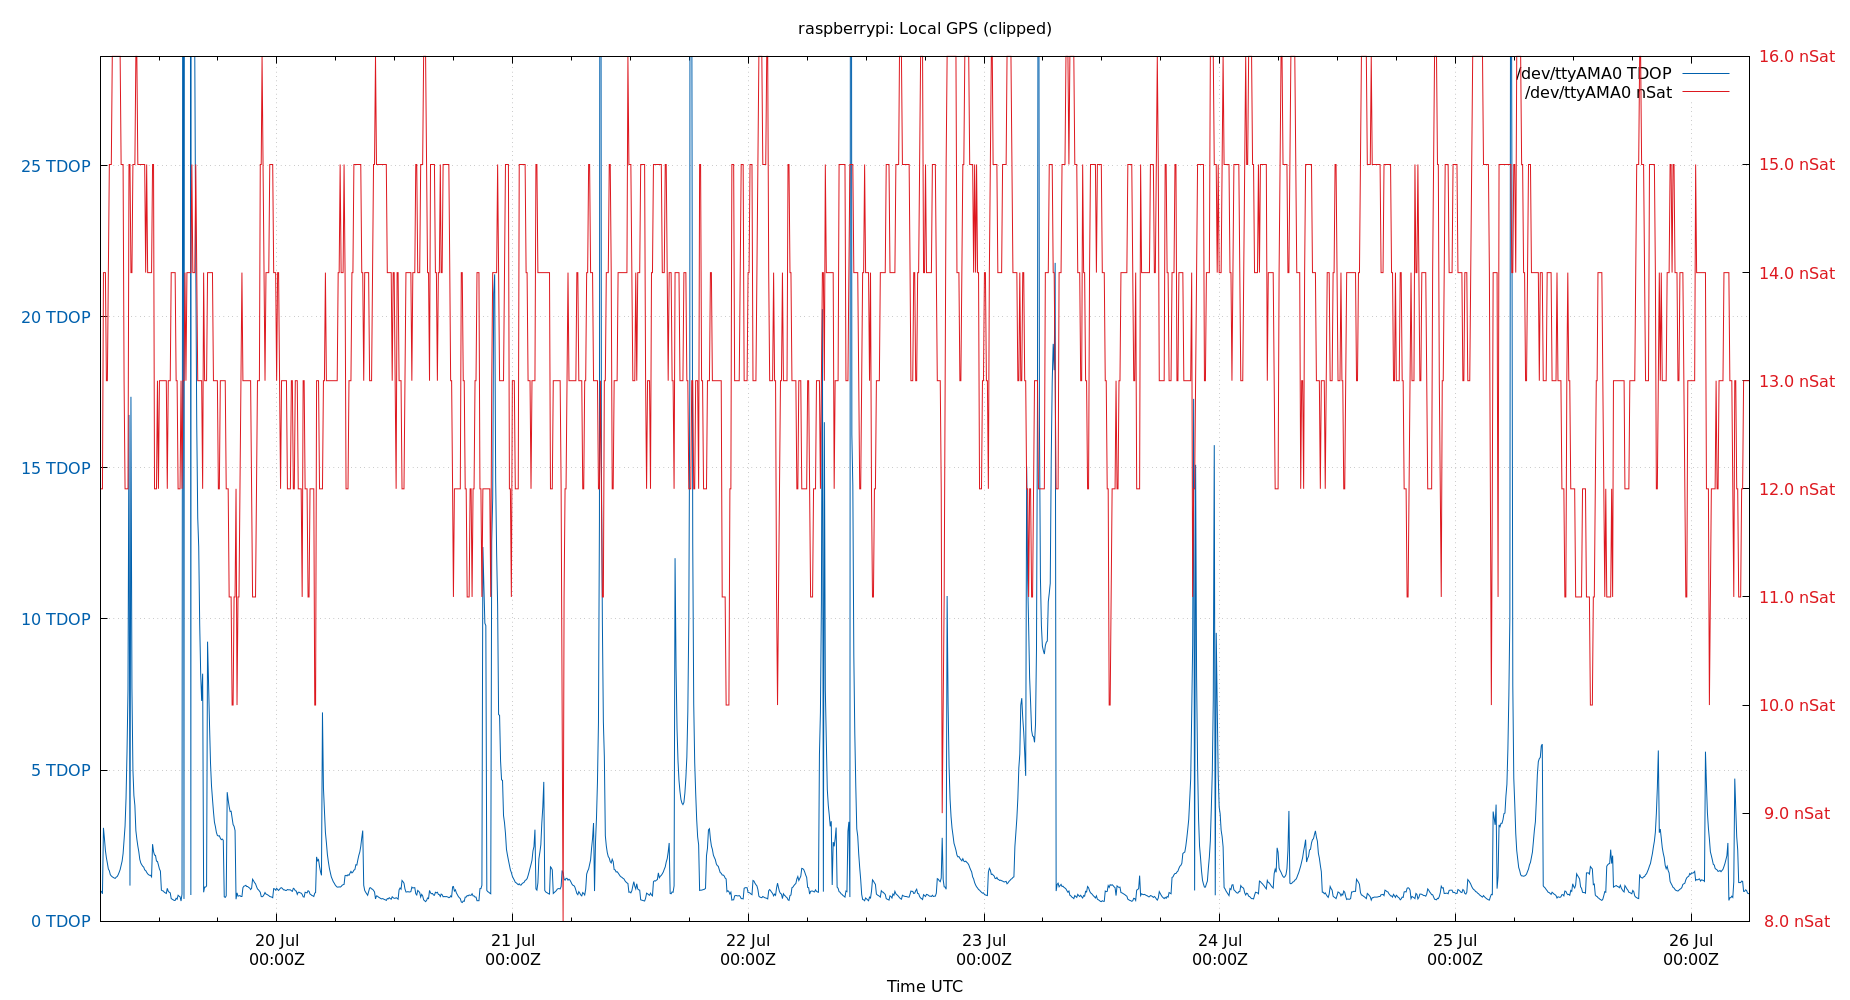 raspberrypi: Local GPS (clipped)
/dev/ttyAMA0 TDOP
/dev/ttyAMA0 nSat
25 TDOP
20 TDOP
15 TDOP
10 TDOP
5 TDOP
0 TDOP
16.0 nSat
15.0 nSat
14.0 nSat
13.0 nSat
12.0 nSat
11.0 nSat
10.0 nSat
9.0 nSat
8.0 nSat
20 Jul
00:00Z
21 Jul
00:00Z
22 Jul
00:00Z
23 Jul
00:00Z
24 Jul
00:00Z
25 Jul
00:00Z
26 Jul
00:00Z
Time UTC